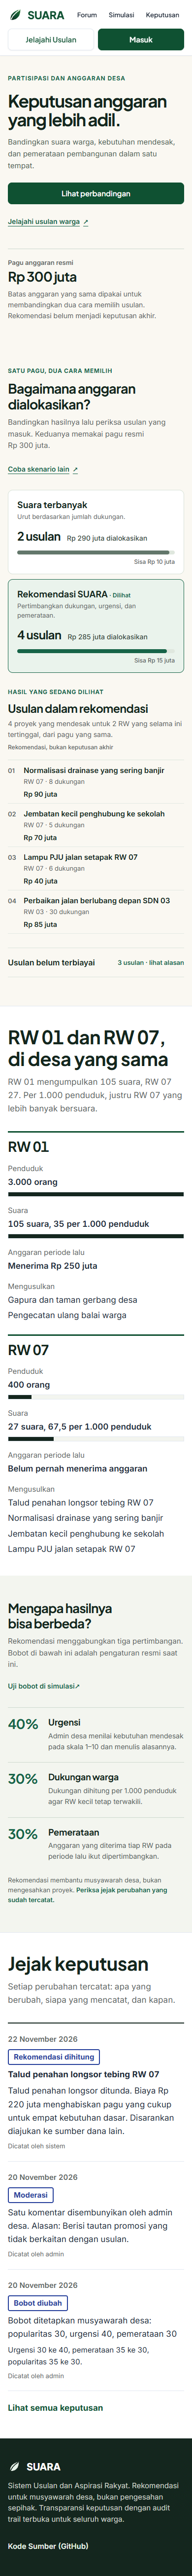 SUARA
Forum
Simulasi
Keputusan
Jelajahi Usulan
Masuk
PARTISIPASI DAN ANGGARAN DESA
Keputusan anggaran
yang lebih adil.
Bandingkan suara warga, kebutuhan mendesak,
dan pemerataan pembangunan dalam satu
tempat.
Lihat perbandingan
Jelajahi usulan warga ↗
Pagu anggaran resmi
Rp 300 juta
Batas anggaran yang sama dipakai untuk
membandingkan dua cara memilih usulan.
Rekomendasi belum menjadi keputusan akhir.
SATU PAGU, DUA CARA MEMILIH
Bagaimana anggaran
dialokasikan?
Bandingkan hasilnya lalu periksa usulan yang
masuk. Keduanya memakai pagu resmi
Rp 300 juta.
Coba skenario lain ↗
Suara terbanyak
Urut berdasarkan jumlah dukungan.
2 usulan Rp 290 juta dialokasikan
Sisa Rp 10 juta
Rekomendasi SUARA · Dilihat
Pertimbangkan dukungan, urgensi, dan
pemerataan.
4 usulan Rp 285 juta dialokasikan
Sisa Rp 15 juta
HASIL YANG SEDANG DILIHAT
Usulan dalam rekomendasi
4 proyek yang mendesak untuk 2 RW yang selama ini
tertinggal, dari pagu yang sama.
Rekomendasi, bukan keputusan akhir
01 Normalisasi drainase yang sering banjir
RW 07 · 8 dukungan
Rp 90 juta
02 Jembatan kecil penghubung ke sekolah
RW 07 · 5 dukungan
Rp 70 juta
03 Lampu PJU jalan setapak RW 07
RW 07 · 6 dukungan
Rp 40 juta
04 Perbaikan jalan berlubang depan SDN 03
RW 03 · 30 dukungan
Rp 85 juta
Usulan belum terbiayai
3 usulan · lihat alasan
RW 01 dan RW 07,
di desa yang sama
RW 01 mengumpulkan 105 suara, RW 07
27. Per 1.000 penduduk, justru RW 07 yang
lebih banyak bersuara.
RW 01
Penduduk
3.000 orang
Suara
105 suara, 35 per 1.000 penduduk
Anggaran periode lalu
Menerima Rp 250 juta
Mengusulkan
Gapura dan taman gerbang desa
Pengecatan ulang balai warga
RW 07
Penduduk
400 orang
Suara
27 suara, 67,5 per 1.000 penduduk
Anggaran periode lalu
Belum pernah menerima anggaran
Mengusulkan
Talud penahan longsor tebing RW 07
Normalisasi drainase yang sering banjir
Jembatan kecil penghubung ke sekolah
Lampu PJU jalan setapak RW 07
Mengapa hasilnya
bisa berbeda?
Rekomendasi menggabungkan tiga pertimbangan.
Bobot di bawah ini adalah pengaturan resmi saat
ini.
Uji bobot di simulasi↗
40% Urgensi
Admin desa menilai kebutuhan mendesak
pada skala 1–10 dan menulis alasannya.
30% Dukungan warga
Dukungan dihitung per 1.000 penduduk
agar RW kecil tetap terwakili.
30% Pemerataan
Anggaran yang diterima tiap RW pada
periode lalu ikut dipertimbangkan.
Rekomendasi membantu musyawarah desa, bukan
mengesahkan proyek. Periksa jejak perubahan yang
sudah tercatat.
Jejak keputusan
Setiap perubahan tercatat: apa yang
berubah, siapa yang mencatat, dan kapan.
22 November 2026
Rekomendasi dihitung
Talud penahan longsor tebing RW 07
Talud penahan longsor ditunda. Biaya Rp
220 juta menghabiskan pagu yang cukup
untuk empat kebutuhan dasar. Disarankan
diajukan ke sumber dana lain.
Dicatat oleh sistem
20 November 2026
Moderasi
Satu komentar disembunyikan oleh admin
desa. Alasan: Berisi tautan promosi yang
tidak berkaitan dengan usulan.
Dicatat oleh admin
20 November 2026
Bobot diubah
Bobot ditetapkan musyawarah desa:
popularitas 30, urgensi 40, pemerataan 30
Urgensi 30 ke 40, pemerataan 35 ke 30,
popularitas 35 ke 30.
Dicatat oleh admin
Lihat semua keputusan
SUARA
Sistem Usulan dan Aspirasi Rakyat. Rekomendasi
untuk musyawarah desa, bukan pengesahan
sepihak. Transparansi keputusan dengan audit
trail terbuka untuk seluruh warga.
Kode Sumber (GitHub)